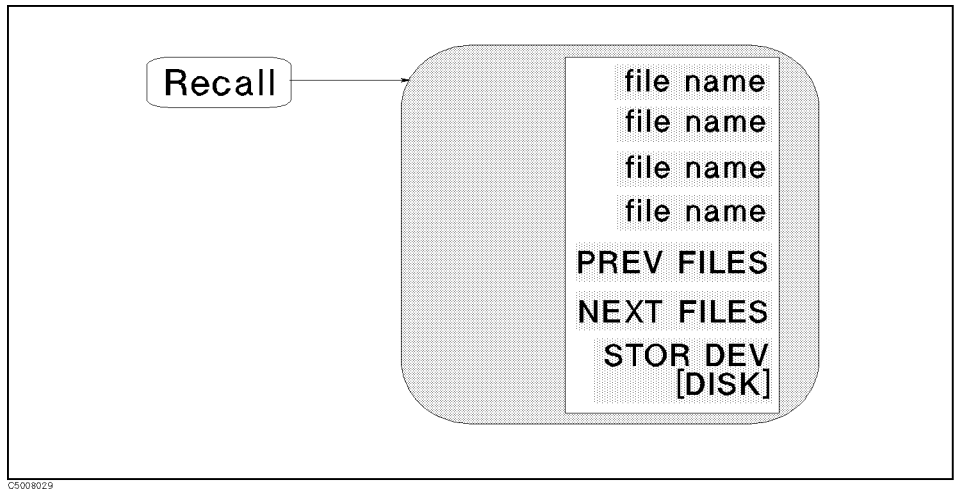 Recall
file name
file name
file name
file name
PREV FILES
NEXT FILES
STOR DEV
[DISK]
C5008029